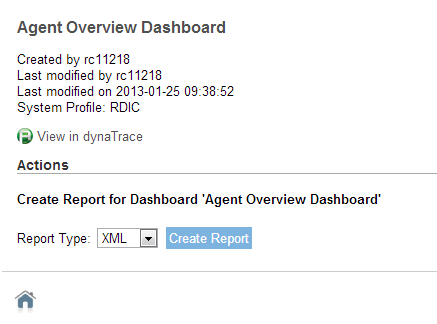 Agent Overview Dashboard
Created by rc11218
Last modified by rc11218
Last modified on 2013-01-25 09:38:52
System Profile: RDIC
View in dynaTrace
Actions
Create Report for Dashboard 'Agent Overview Dashboard'
Report Type: XML Create Report